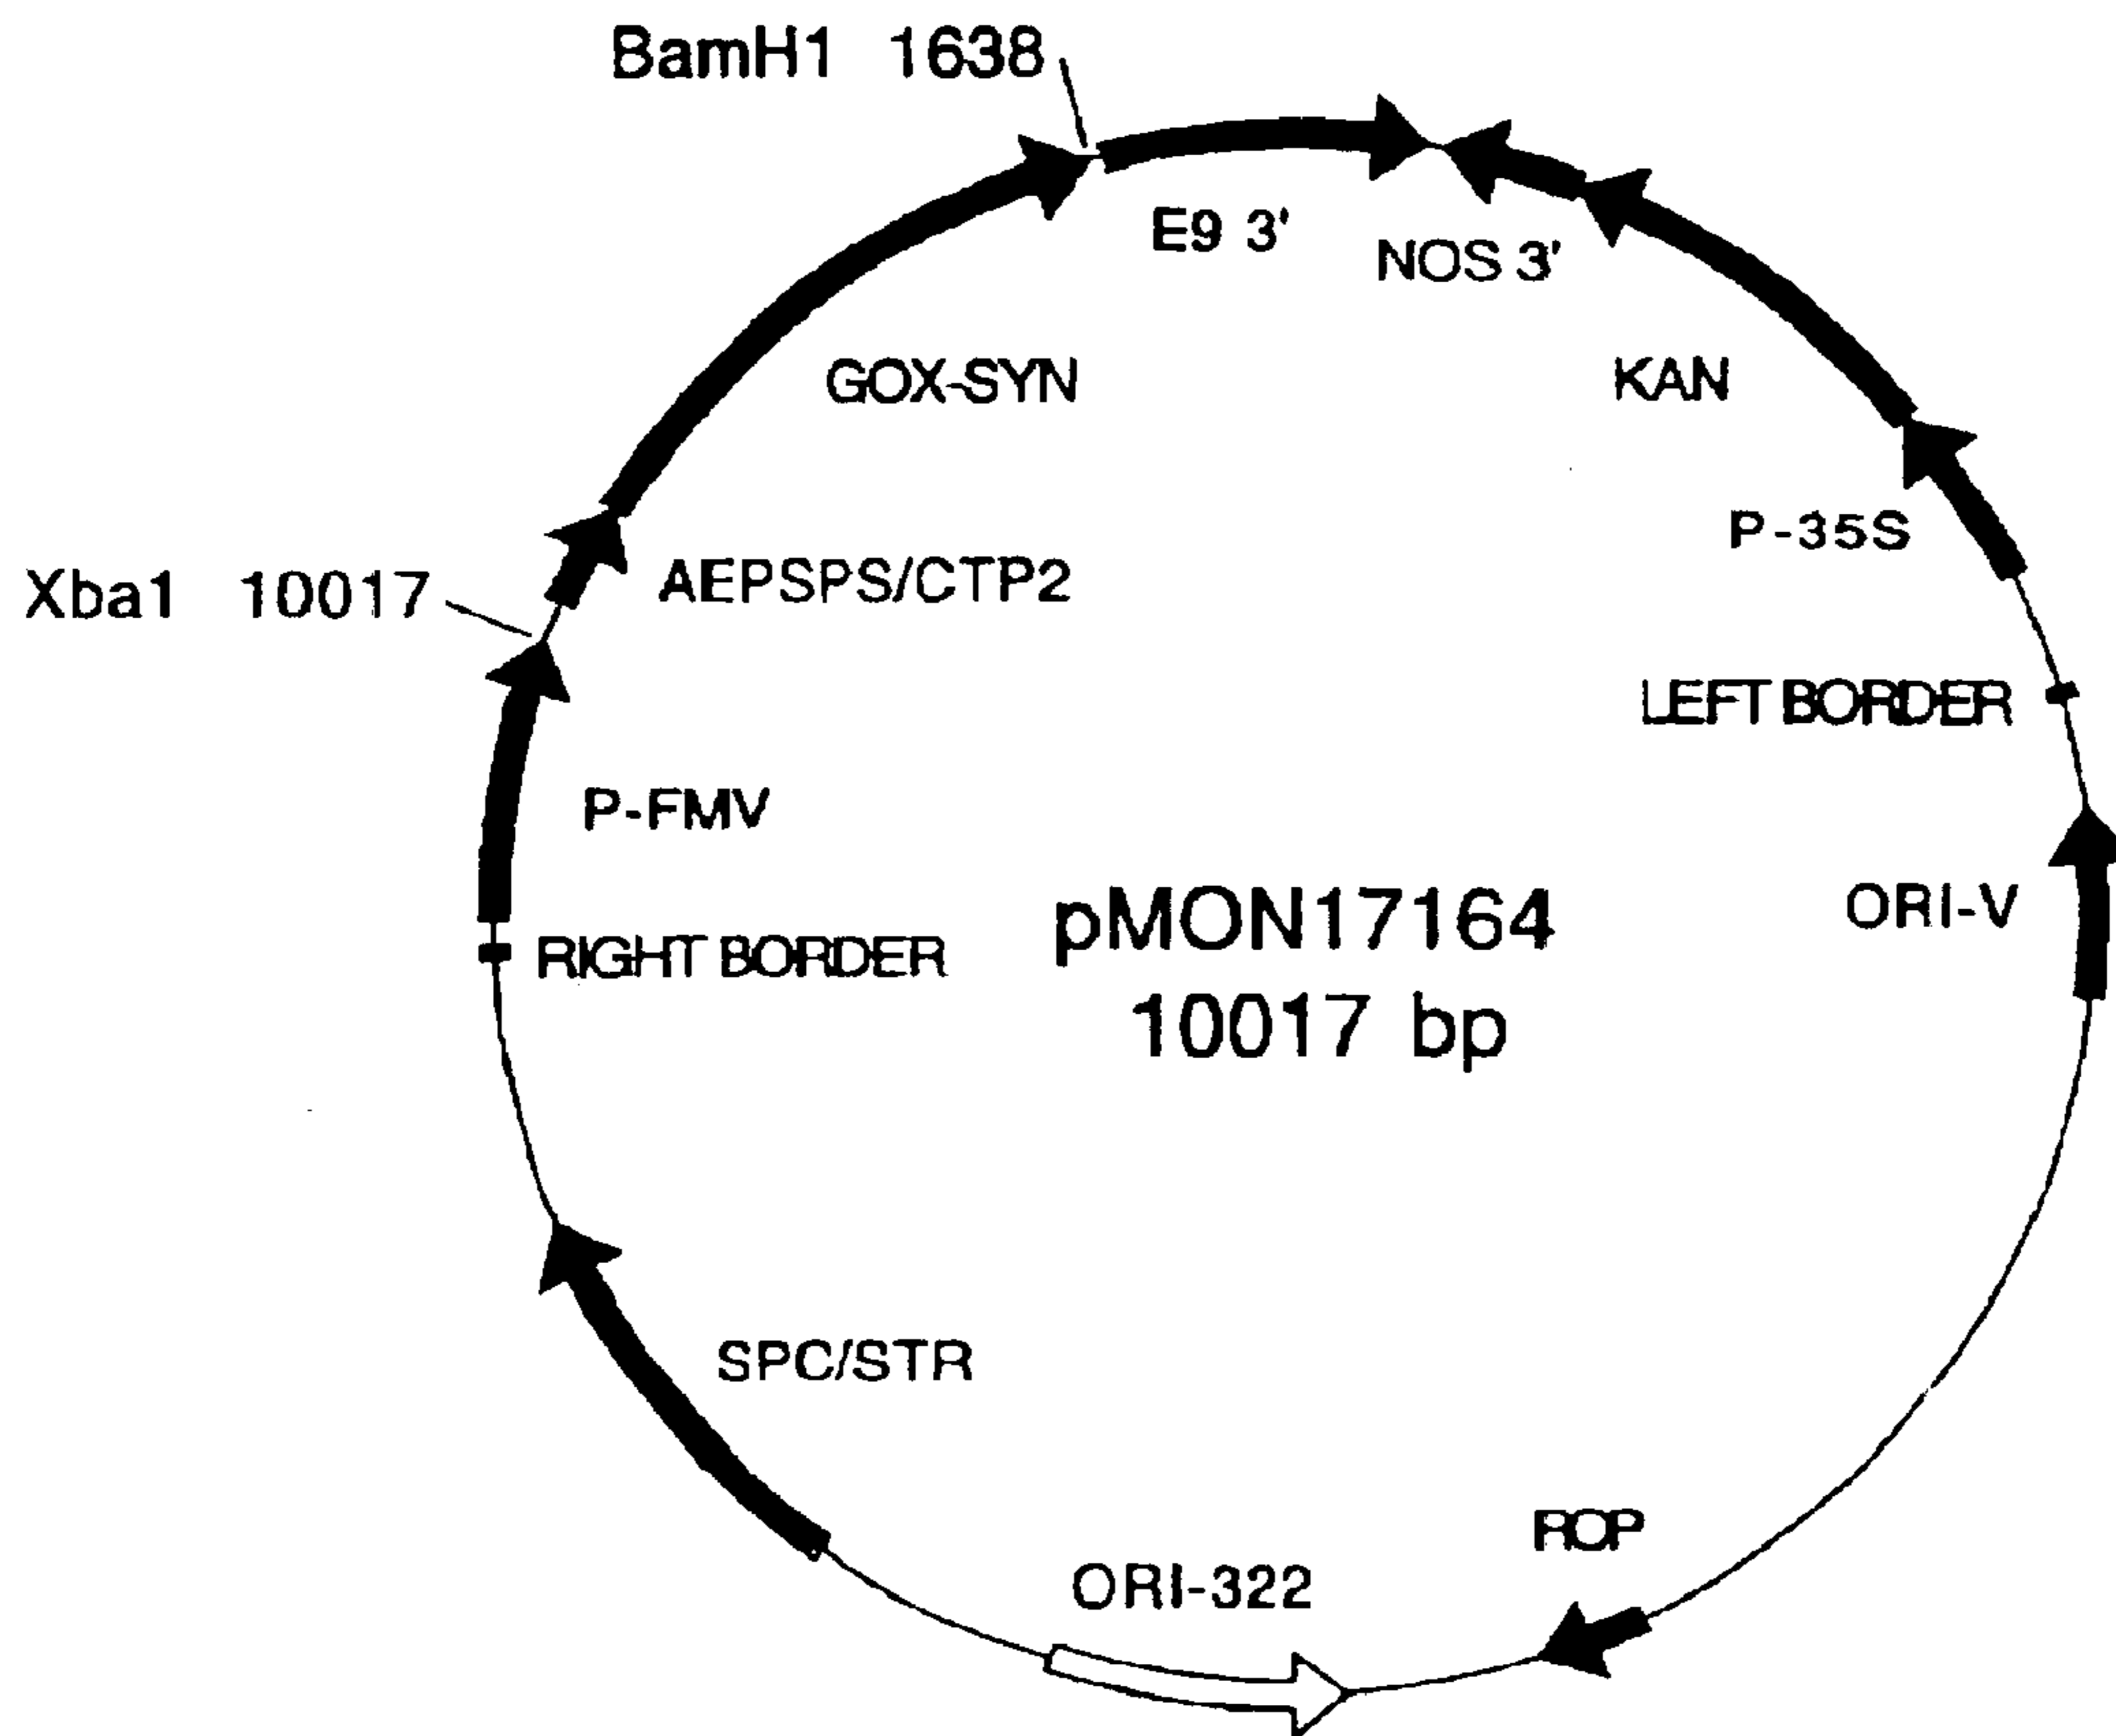 BamH1 1638
E9 3'
NOS 3'
GOX-SYN
KAN
P-35S
Xba1 10017
AEPSPS/CTP2
LEFT BORDER
P-FMV
ORI-V
pMON17164
RIGHT BORDER
10017 bp
SPC/STR
ROP
ORI-322